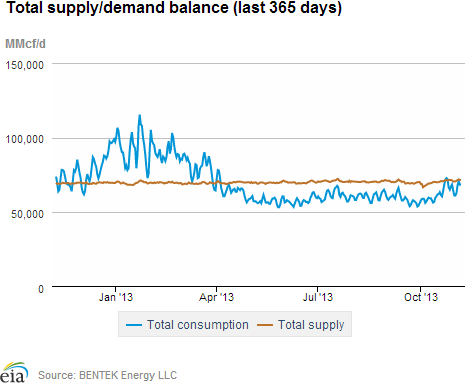 Total supply/demand balance (last 365 days)
MMcf/d
150,000
100,000
50,000
0
Jan '13 Apr '13 Jul '13 Oct '13
Total consumption Total supply
eia Source: BENTEK Energy LLC